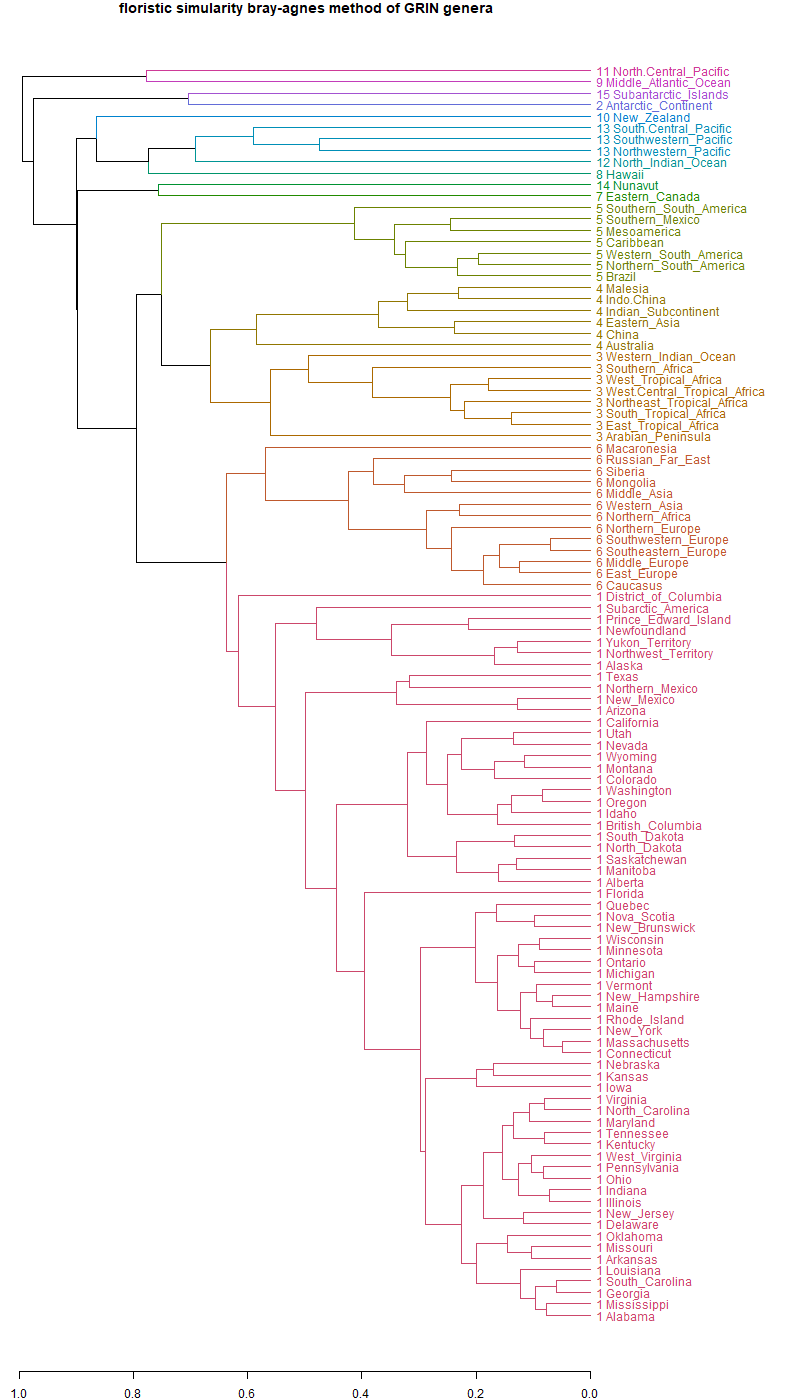 floristic simularity bray-agnes method of GRIN genera
11 North.Central_Pacific
9 Middle_Atlantic_Ocean
15 Subantarctic_Islands
2 Antarctic_Continent
10 New_Zealand
13 South.Central_Pacific
13 Southwestern_Pacific
13 Northwestern_Pacific
12 North_Indian_Ocean
8 Hawaii
14 Nunavut
7 Eastern_Canada
5 Southern_South_America
5 Southern_Mexico
5 Mesoamerica
5 Caribbean
5 Western_South_America
5 Northern_South_America
5 Brazil
4 Malesia
4 Indo.China
4 Indian_Subcontinent
4 Eastern_Asia
4 China
4 Australia
3 Western_Indian_Ocean
3 Southern_Africa
3 West_Tropical_Africa
3 West.Central_Tropical_Africa
3 Northeast_Tropical_Africa
3 South_Tropical_Africa
3 East_Tropical_Africa
3 Arabian_Peninsula
6 Macaronesia
6 Russian_Far_East
6 Siberia
6 Mongolia
6 Middle_Asia
6 Western_Asia
6 Northern_Africa
6 Northern_Europe
6 Southwestern_Europe
6 Southeastern_Europe
6 Middle_Europe
6 East_Europe
6 Caucasus
1 District_of_Columbia
1 Subarctic_America
1 Prince_Edward_Island
1 Newfoundland
1 Yukon_Territory
1 Northwest_Territory
1 Alaska
1 Texas
1 Northern_Mexico
1 New_Mexico
1 Arizona
1 California
1 Utah
1 Nevada
1 Wyoming
1 Montana
1 Colorado
1 Washington
1 Oregon
1 Idaho
1 British_Columbia
1 South_Dakota
1 North_Dakota
1 Saskatchewan
1 Manitoba
1 Alberta
1 Florida
1 Quebec
1 Nova_Scotia
1 New_Brunswick
1 Wisconsin
1 Minnesota
1 Ontario
1 Michigan
1 Vermont
1 New_Hampshire
1 Maine
1 Rhode_Island
1 New_York
1 Massachusetts
1 Connecticut
1 Nebraska
1 Kansas
1 Iowa
1 Virginia
1 North_Carolina
1 Maryland
1 Tennessee
1 Kentucky
1 West_Virginia
1 Pennsylvania
1 Ohio
1 Indiana
1 Illinois
1 New_Jersey
1 Delaware
1 Oklahoma
1 Missouri
1 Arkansas
1 Louisiana
1 South_Carolina
1 Georgia
1 Mississippi
1 Alabama
1.0 0.8 0.6 0.4 0.2 0.0